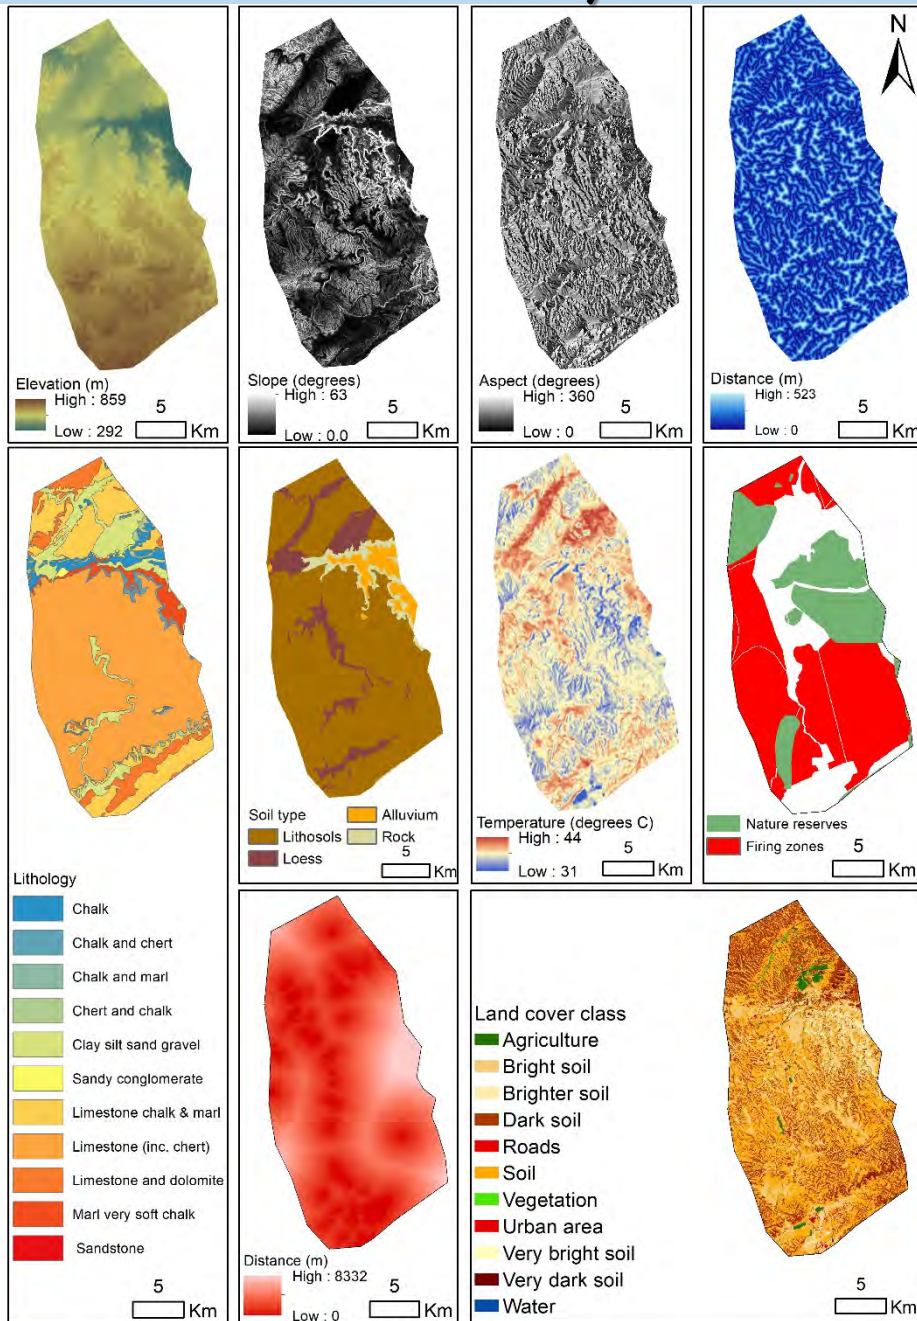 N
Elevation (m)
High : 859
Low : 292
5
Km
Slope (degrees)
High : 63
Low : 0.0
5
Km
Aspect (degrees)
High : 360
Low : 0
5
Km
Distance (m)
High : 523
Low : 0
5
Km
Lithology
Chalk
Chalk and chert
Chalk and marl
Chert and chalk
Clay silt sand gravel
Sandy conglomerate
Limestone chalk & marl
Limestone (inc. chert)
Limestone and dolomite
Marl very soft chalk
Sandstone
5
Km
Soil type
Lithosols
Loess
Alluvium
Rock
5
Km
Temperature (degrees C)
High : 44
Low : 31
5
Km
Nature reserves
Firing zones
5
Km
Distance (m)
High : 8332
Low : 0
5
Km
Land cover class
Agriculture
Bright soil
Brighter soil
Dark soil
Roads
Soil
Vegetation
Urban area
Very bright soil
Very dark soil
Water
5
Km